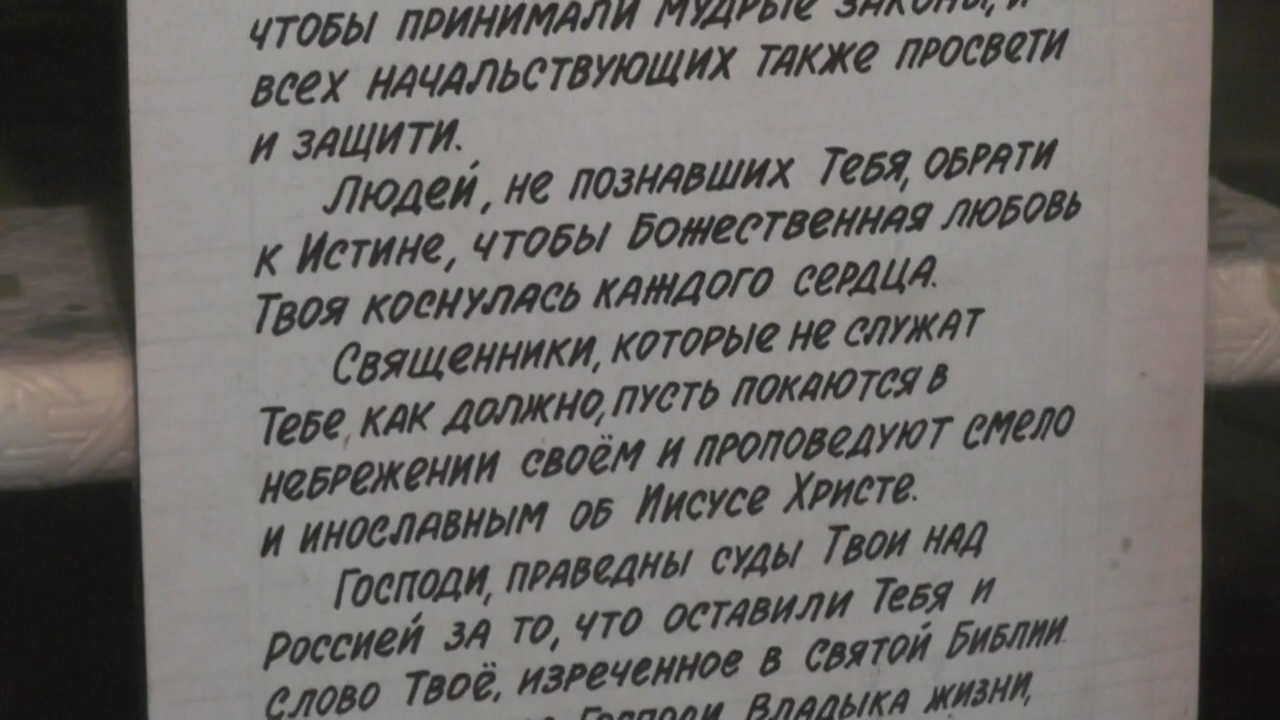 чтобы принимали мудрые законы, и
всех начальствующих также просвети
и защити.
Людей, не познавших Тебя, обрати
к Истине, чтобы Божественная любовь
Твоя коснулась каждого сердца.
Священники, которые не служат
Тебе, как должно, пусть покаются в
небрежении своём и проповедуют смело
и инославным об Иисусе Христе.
Господи, праведны суды Твои над
Россией за то, что оставили Тебя и
слово Твоё, изреченное в Святой Библии.
Господи Владыка жизни,